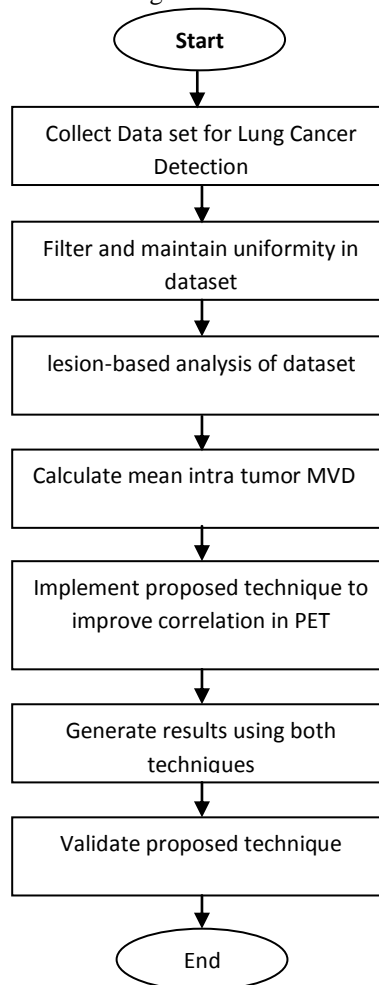 Start
Collect Data set for Lung Cancer
Detection
Filter and maintain uniformity in
dataset
lesion-based analysis of dataset
Calculate mean intra tumor MVD
Implement proposed technique to
improve correlation in PET
Generate results using both
techniques
Validate proposed technique
End